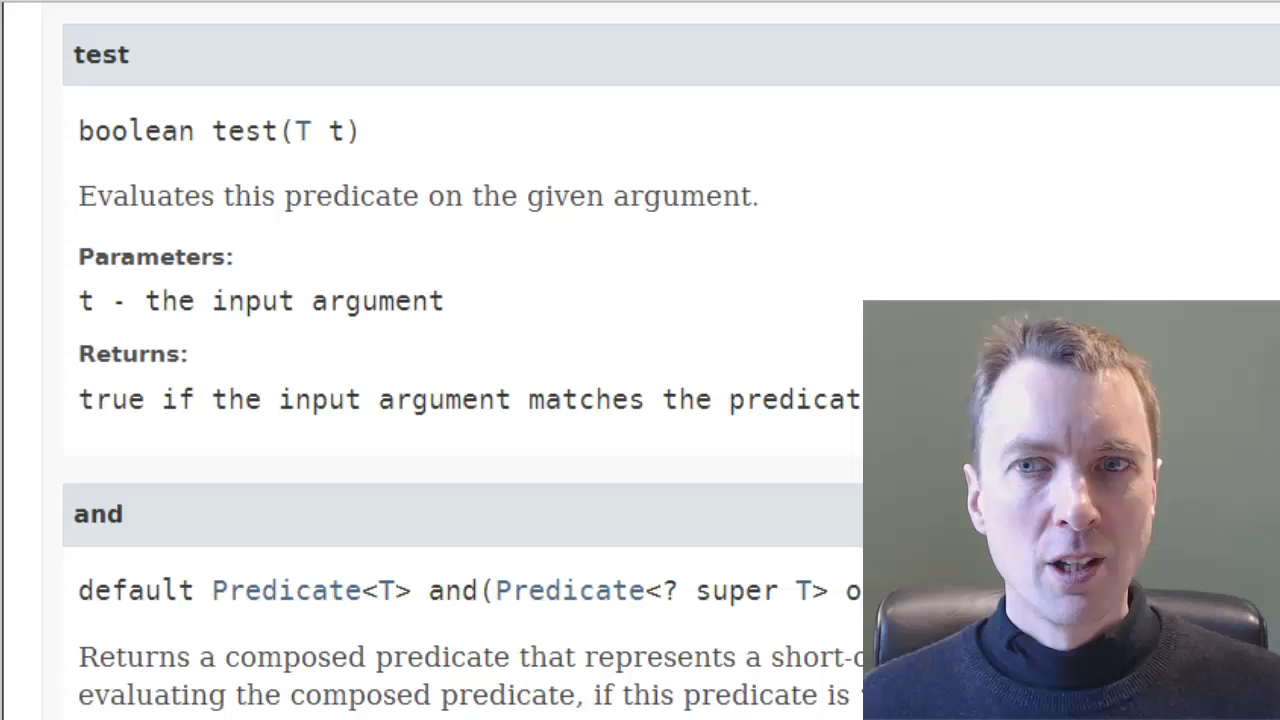 test
boolean test(T t)
Evaluates this predicate on the given argument.
Parameters:
t - the input argument
Returns:
true if the input argument matches the
and
default Predicate<T> and(Predicate<? super T>
Returns a composed predicate that represents a
evaluating the composed predicate, if this predicate is